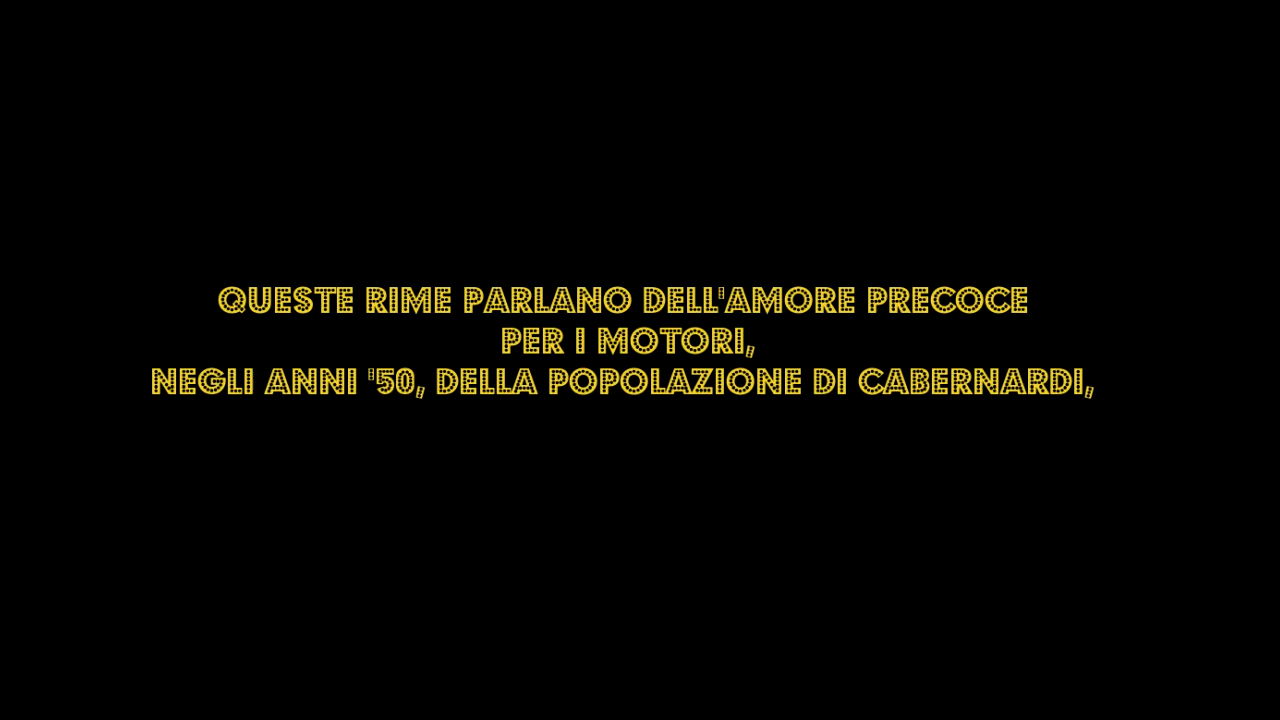 QUESTE RIME PARLANO DELL'AMORE PRECOCE
PER I MOTORI,
NEGLI ANNI '50, DELLA POPOLAZIONE DI CABERNARDI,